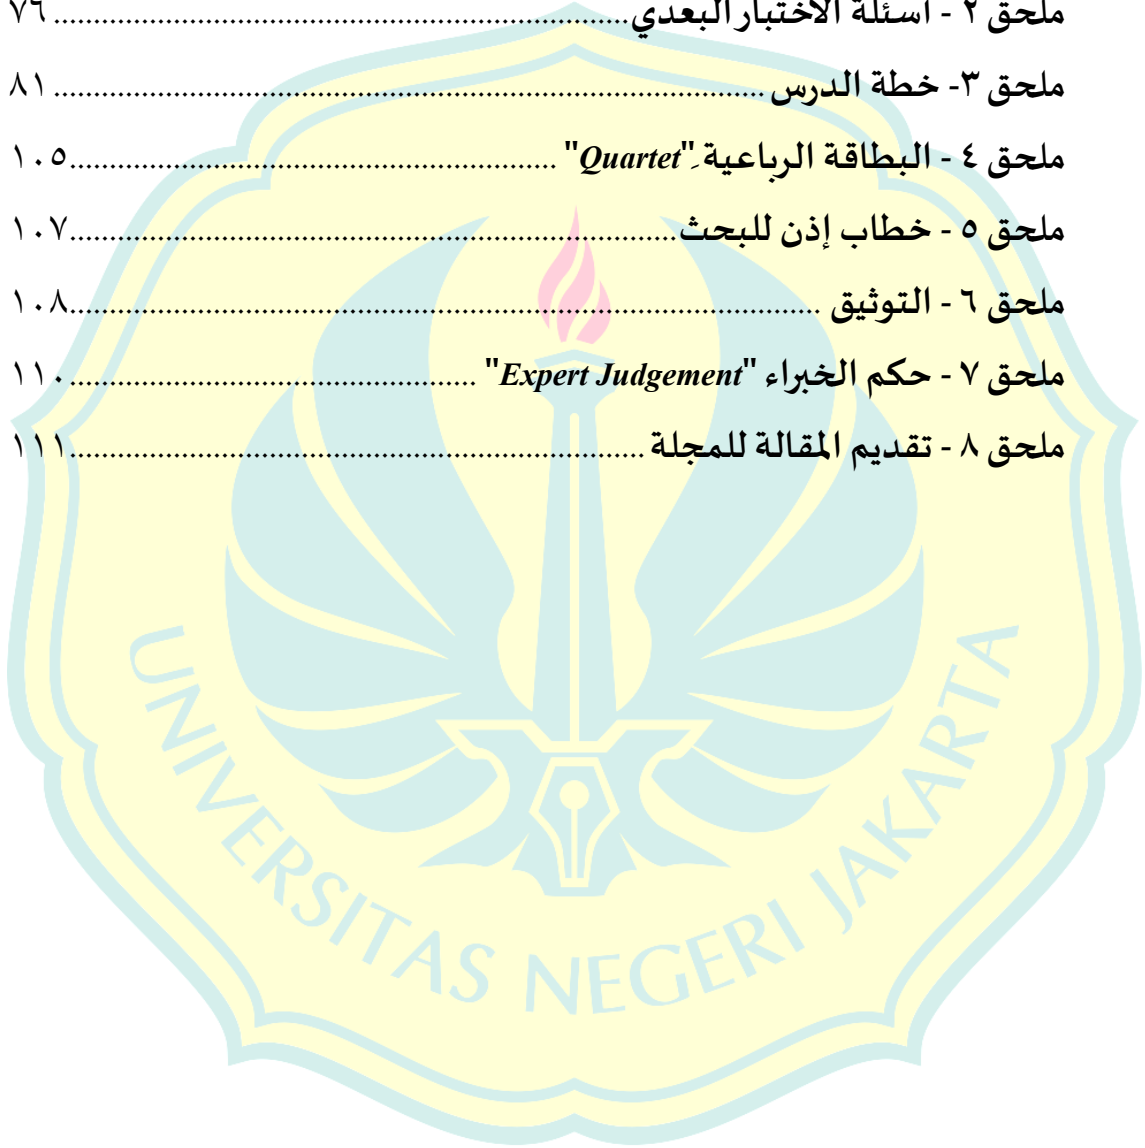 ملحق ٢ - أسئلة الاختبار البعدي ........ ٧٦
ملحق ٣- خطة الدرس ........ ٨١
ملحق ٤ - البطاقة الرباعية "Quartet" ........ ١٠٥
ملحق ٥ - خطاب إذن للبحث ........ ١٠٧
ملحق ٦ - التوثيق ........ ١٠٨
ملحق ٧ - حكم الخبراء "Expert Judgement" ........ ١١٠
ملحق ٨ - تقديم المقالة للمجلة ........ ١١١
UNIVERSITAS NEGERI JAKARTA